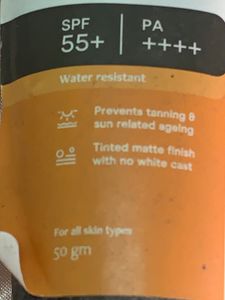 SPF
55+
PA
++++
Water resistant
Prevents tanning &
sun related ageing
Tinted matte finish
with no white cast
For all skin types
50 gm